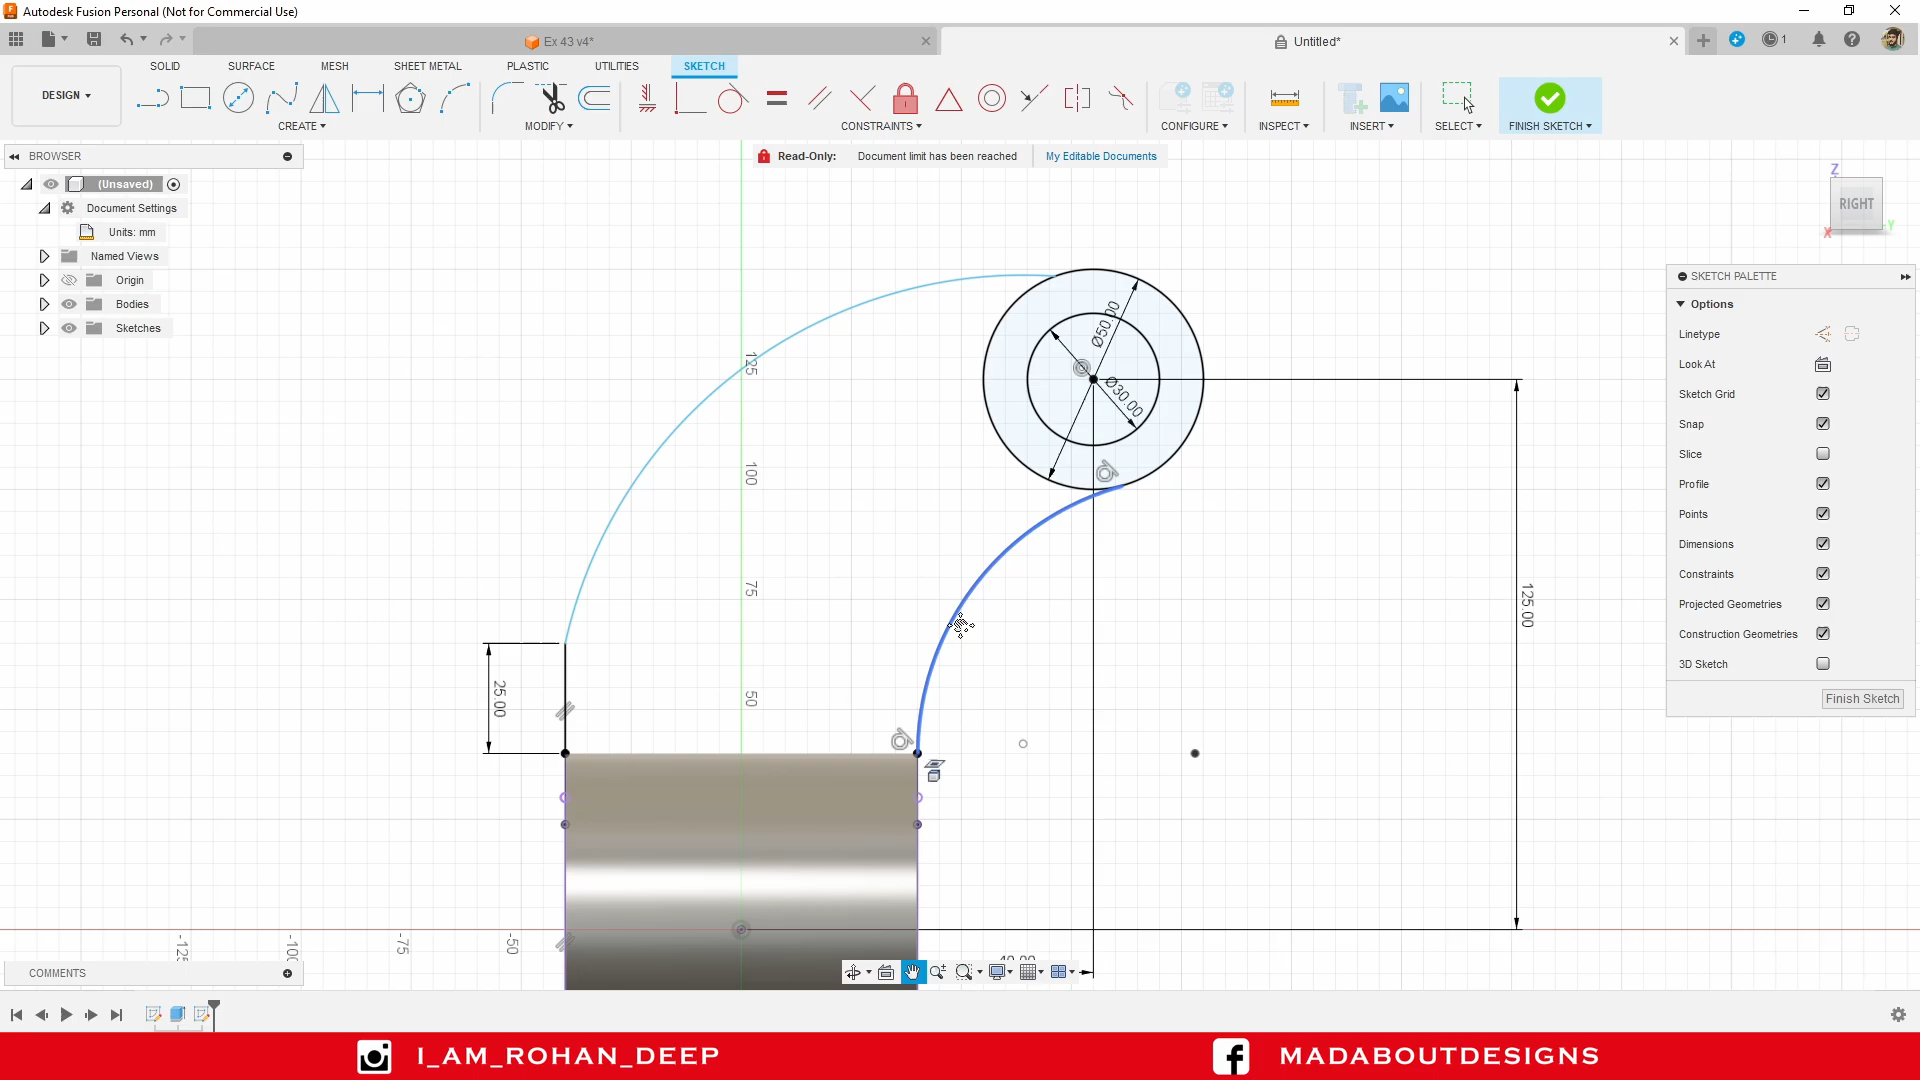 Autodesk Fusion Personal (Not for Commercial Use)
Ex 43 v4*
Untitled*
1
DESIGN
SOLID
SURFACE
MESH
SHEET METAL
PLASTIC
UTILITIES
SKETCH
CREATE
MODIFY
CONSTRAINTS
CONFIGURE
INSPECT
INSERT
SELECT
FINISH SKETCH
BROWSER
Read-Only:
Document limit has been reached
My Editable Documents
(Unsaved)
Document Settings
Units: mm
Named Views
Origin
Bodies
Sketches
Z
RIGHT
X
Y
SKETCH PALETTE
Options
Linetype
Look At
Sketch Grid
Snap
Slice
Profile
Points
Dimensions
Constraints
Projected Geometries
Construction Geometries
3D Sketch
Finish Sketch
Ø50.00
Ø30.00
125
100
75
50
25.00
125.00
-125
-100
-75
-50
40.00
COMMENTS
I_AM_ROHAN_DEEP
MADABOUTDESIGNS